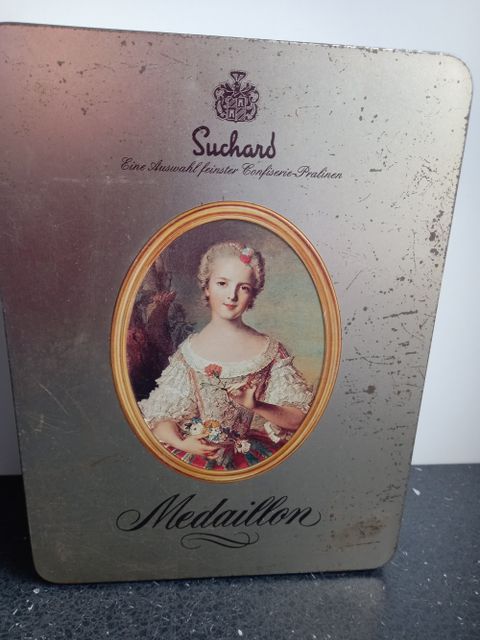 Suchard
Eine Auswahl feinster Confiserie-Pralinen
Medaillon